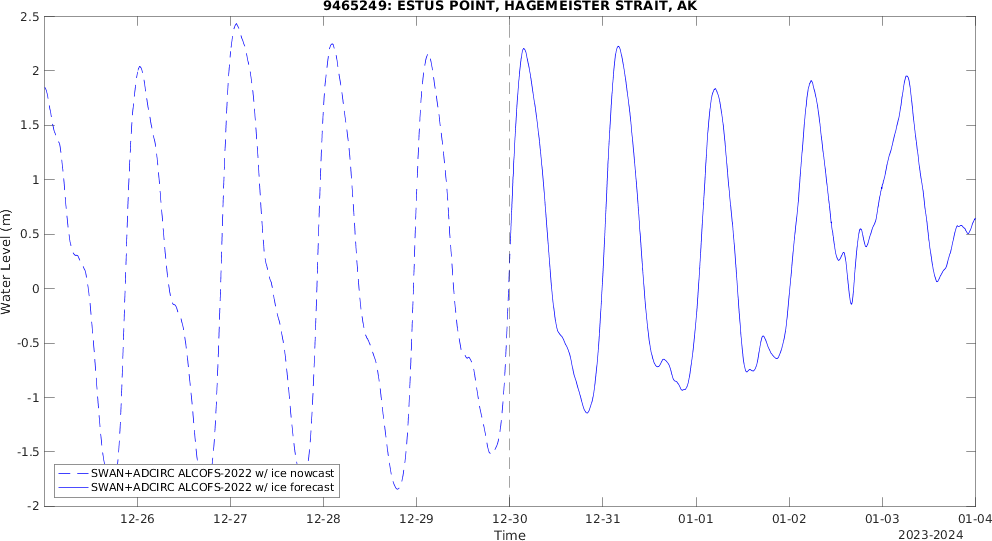 9465249: ESTUS POINT, HAGEMEISTER STRAIT, AK
2.5
2
1.5
1
0.5
0
-0.5
-1
-1.5
-2
Water Level (m)
SWAN+ADCIRC ALCOFS-2022 w/ ice nowcast
SWAN+ADCIRC ALCOFS-2022 w/ ice forecast
12-26 12-27 12-28 12-29 12-30 12-31 01-01 01-02 01-03 01-04
Time
2023-2024